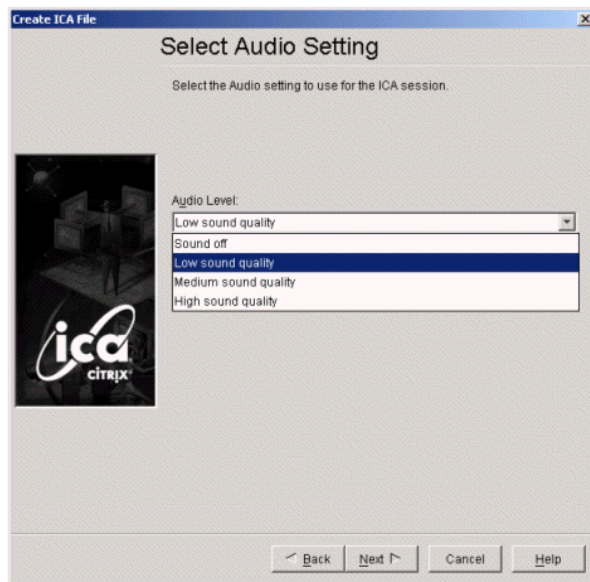 Create ICA File
Select Audio Setting
Select the Audio setting to use for the ICA session.
Audio Level:
Low sound quality
Sound off
Low sound quality
Medium sound quality
High sound quality
ica
CITRIX®
< Back
Next >
Cancel
Help